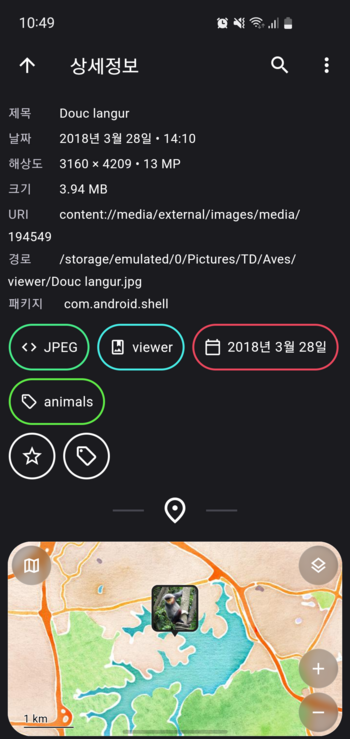 10:49
상세정보
제목 Douc langur
날짜 2018년 3월 28일 • 14:10
해상도 3160 × 4209 • 13 MP
크기 3.94 MB
URI content://media/external/images/media/
194549
경로 /storage/emulated/0/Pictures/TD/Aves/
viewer/Douc langur.jpg
패키지 com.android.shell
JPEG viewer 2018년 3월 28일
animals
1 km